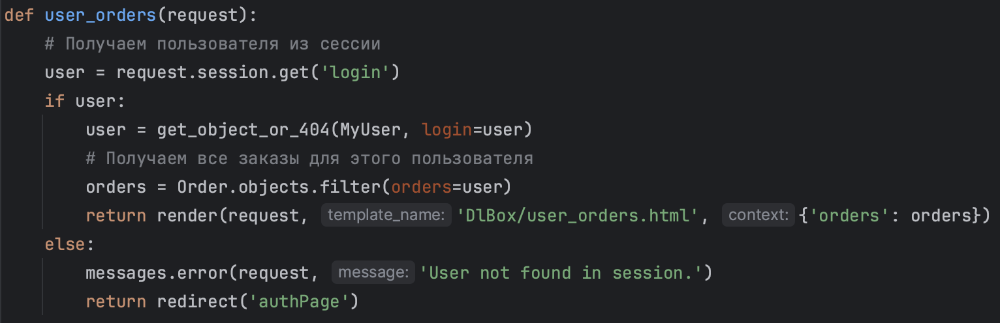 def user_orders(request):
# Получаем пользователя из сессии
user = request.session.get('login')
if user:
user = get_object_or_404(MyUser, login=user)
# Получаем все заказы для этого пользователя
orders = Order.objects.filter(orders=user)
return render(request, template_name: 'DlBox/user_orders.html', context: {'orders': orders})
else:
messages.error(request, message: 'User not found in session.')
return redirect('authPage')